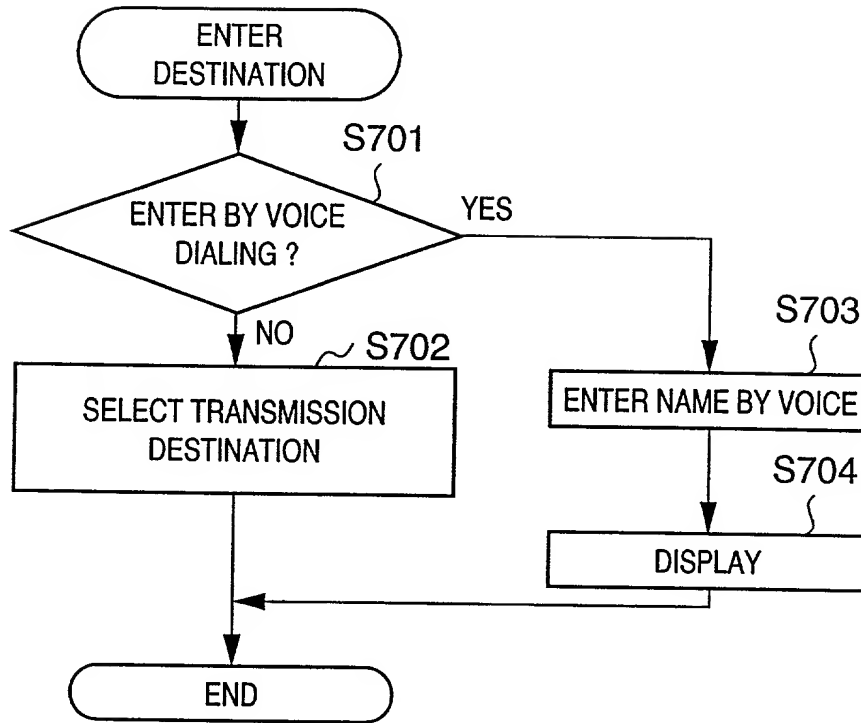 ENTER
DESTINATION
S701
ENTER BY VOICE
DIALING ?
YES
NO
S702
SELECT TRANSMISSION
DESTINATION
S703
ENTER NAME BY VOICE
S704
DISPLAY
END